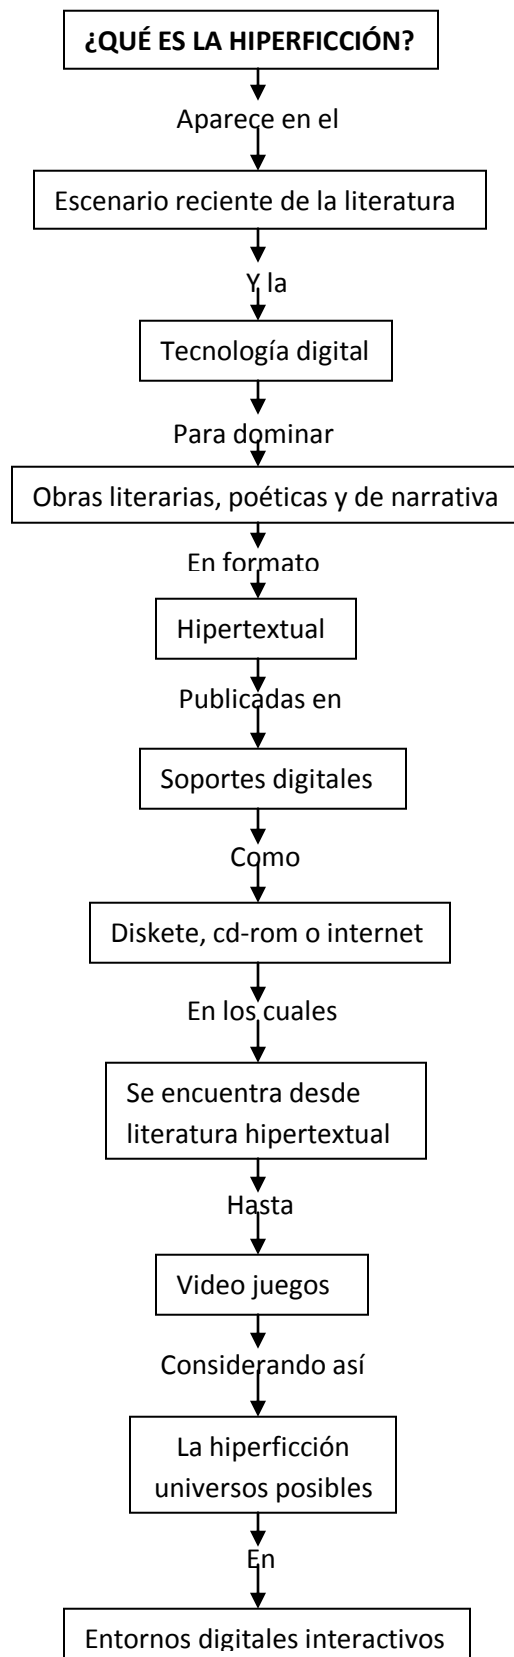 ¿QUÉ ES LA HIPERFICCIÓN?
Aparece en el
Escenario reciente de la literatura
Y la
Tecnología digital
Para dominar
Obras literarias, poéticas y de narrativa
En formato
Hipertextual
Publicadas en
Soportes digitales
Como
Diskete, cd-rom o internet
En los cuales
Se encuentra desde
literatura hipertextual
Hasta
Video juegos
Considerando así
La hiperficción
universos posibles
En
Entornos digitales interactivos